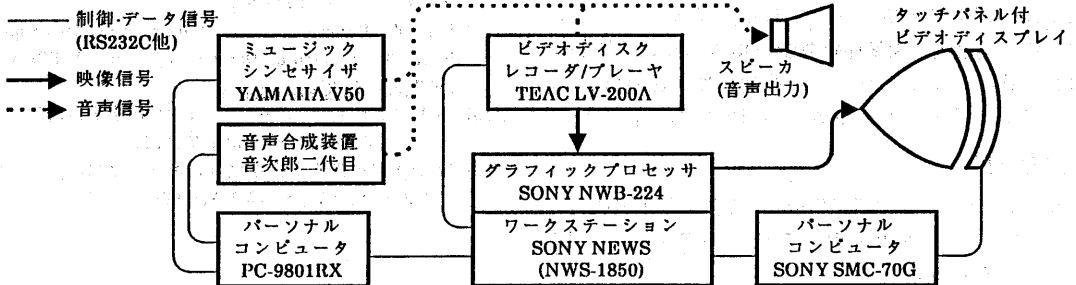 制御·データ信号
(RS232C他)
映像信号
音声信号
ミュージック
シンセサイザ
YAMAHA V50
音声合成装置
音次郎二代目
パーソナル
コンピュータ
PC-9801RX
ビデオディスク
レコーダ/プレーヤ
TEAC LV-200A
グラフィックプロセッサ
SONY NWB-224
ワークステーション
SONY NEWS
(NWS-1850)
スピーカ
(音声出力)
タッチパネル付
ビデオディスプレイ
パーソナル
コンピュータ
SONY SMC-70G